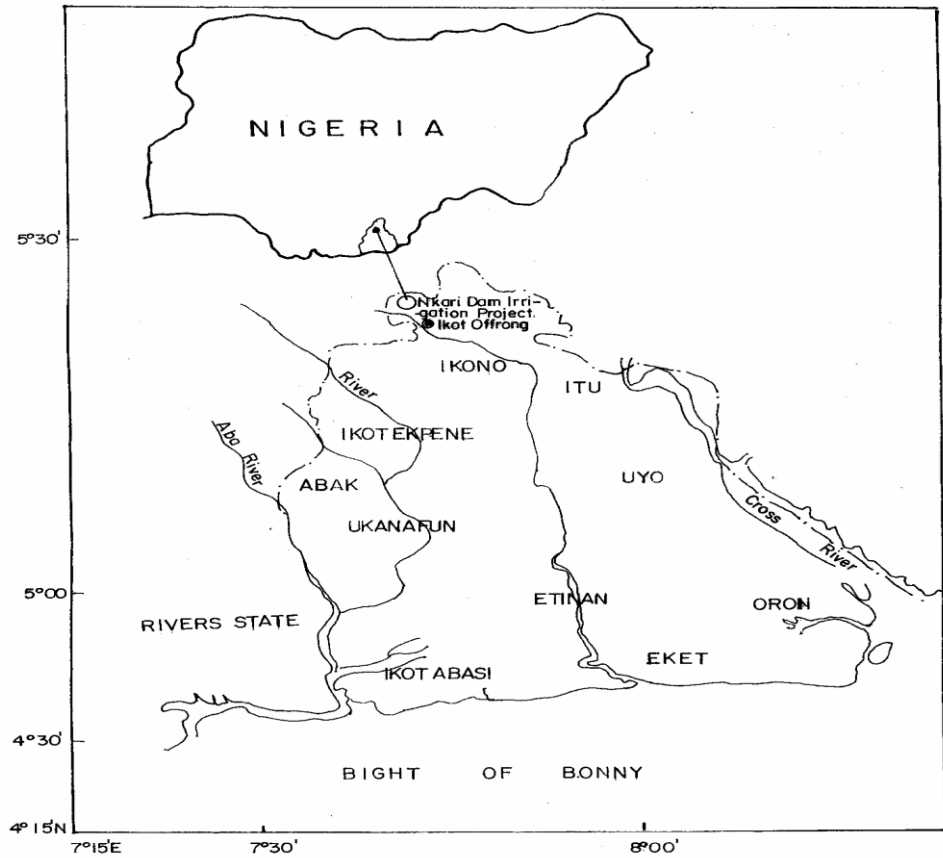 NIGERIA
5°30'
Nkari Dam Irri-
gation Project.
Ikot Offrong
IKONO
ITU
River
IKOT EKPENE
Aba River
ABAK
UYO
UKANAFUN
Cross
River
5°00
ETINAN
ORON
RIVERS STATE
EKET
IKOT ABASI
4°30'
BIGHT OF BONNY
4°15N
7°15'E
7°30'
8°00'